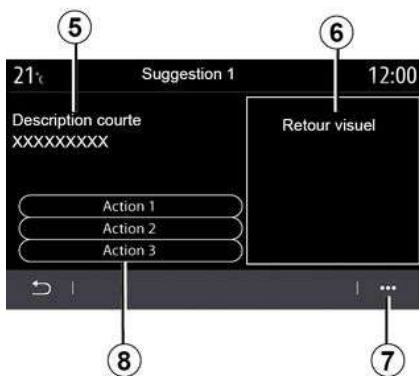 5 6
21°c Suggestion 1 12:00
Description courte
XXXXXXXXX
Retour visuel
Action 1
Action 2
Action 3
•••
8 7